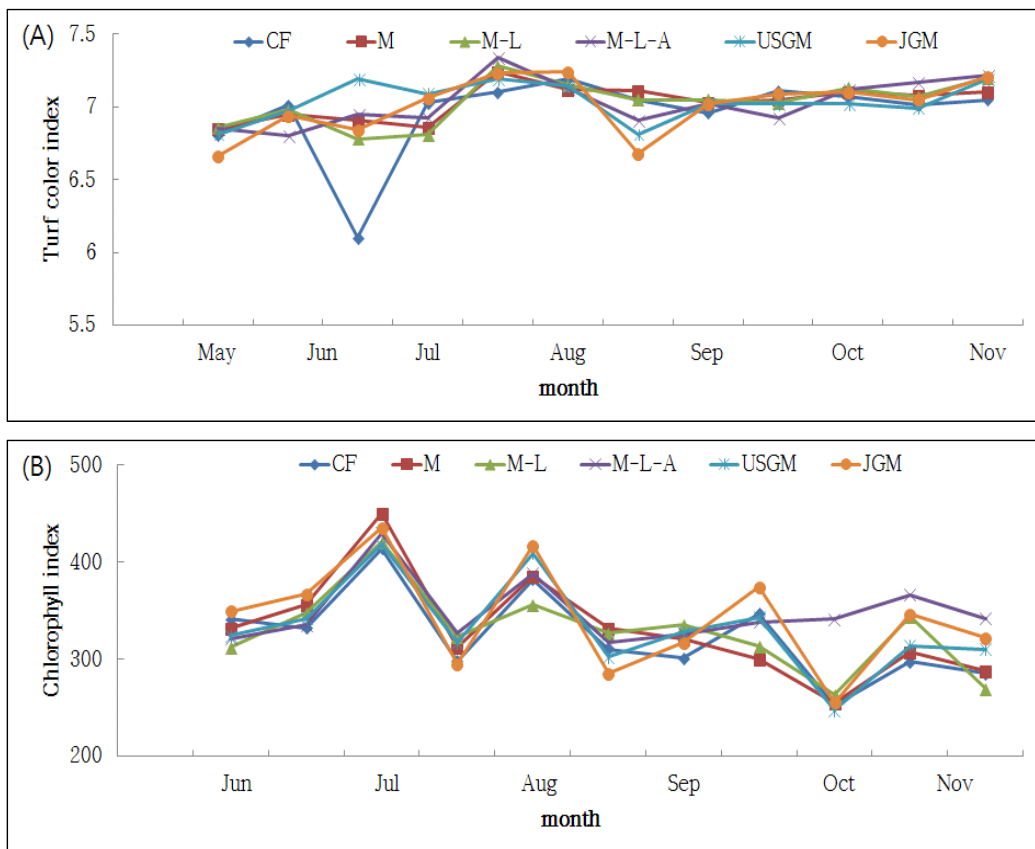 (A)
CF M M-L M-L-A USGM JGM
7.5
7
6.5
6
5.5
Turf color index
May Jun Jul Aug Sep Oct Nov
month
(B)
CF M M-L M-L-A USGM JGM
500
400
300
200
Chlorophyll index
Jun Jul Aug Sep Oct Nov
month